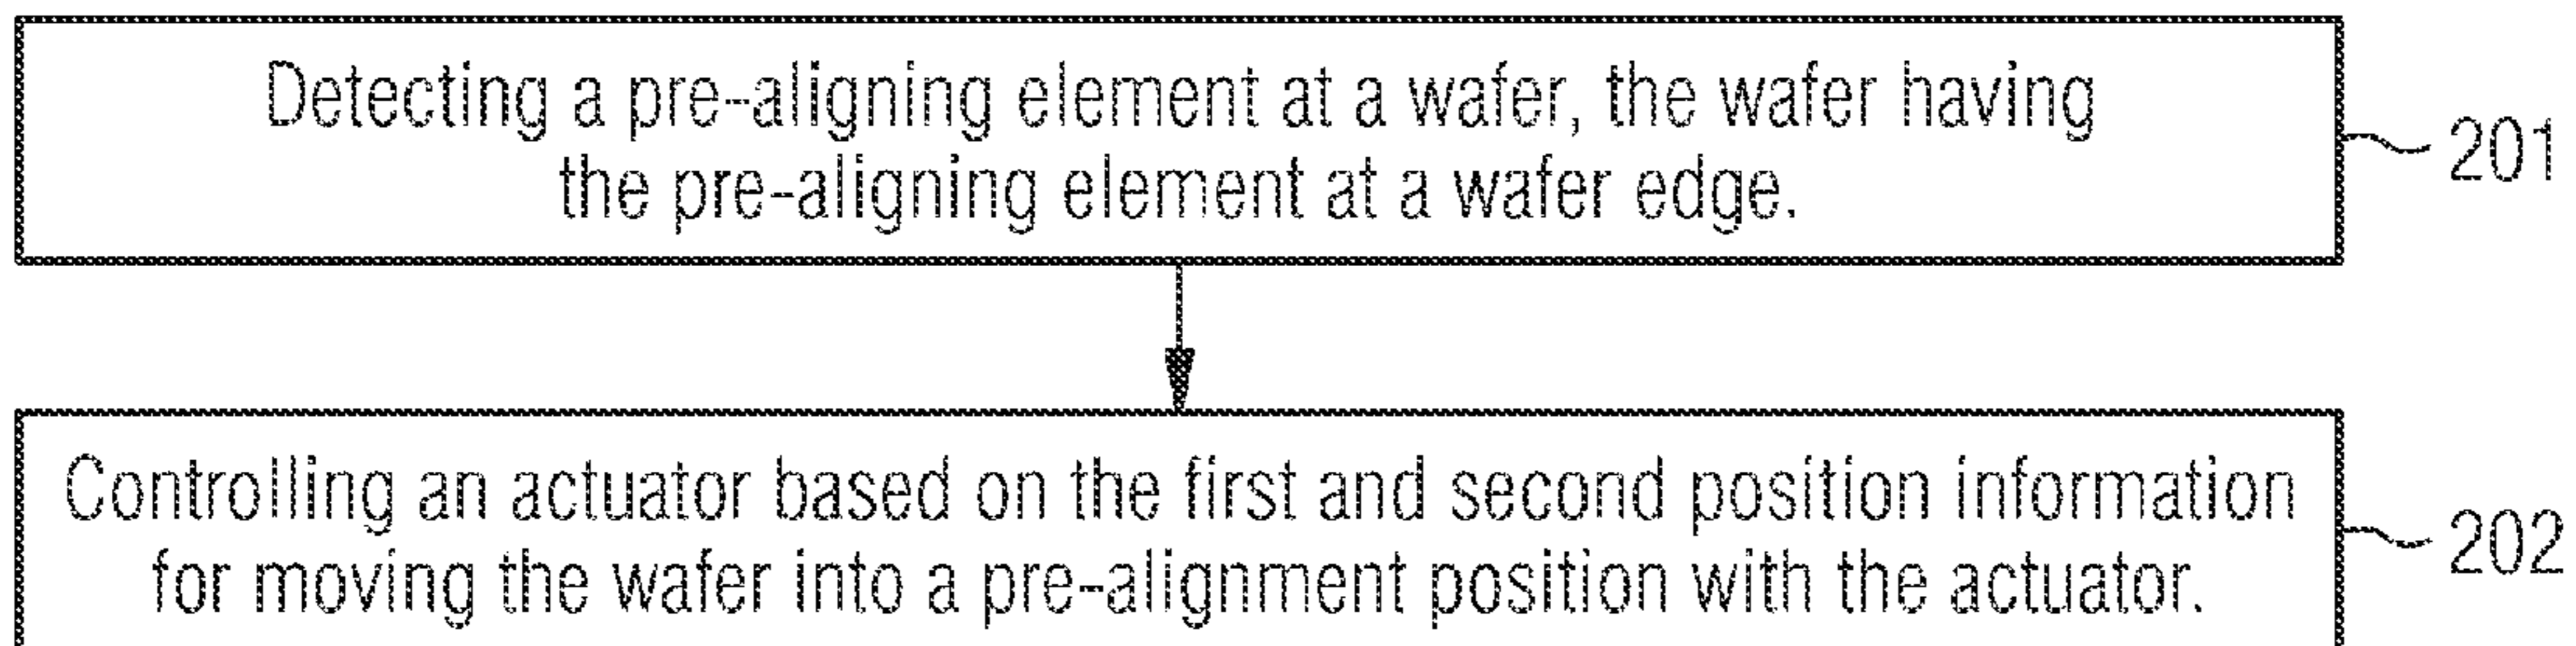 Detecting a pre-aligning element at a wafer, the wafer having
the pre-aligning element at a wafer edge.
201
Controlling an actuator based on the first and second position information
for moving the wafer into a pre-alignment position with the actuator.
202